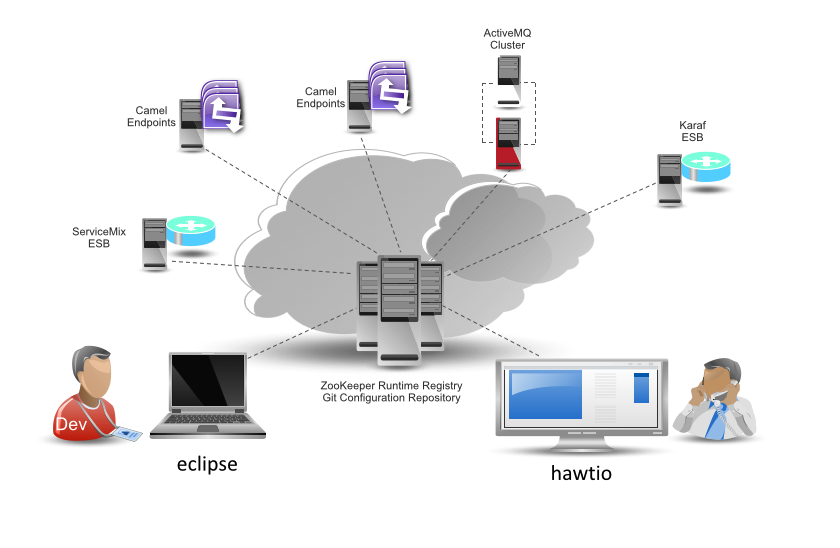 ActiveMQ
Cluster
Camel
Endpoints
Camel
Endpoints
Karaf
ESB
ServiceMix
ESB
ZooKeeper Runtime Registry
Git Configuration Repository
Dev
eclipse
hawtio